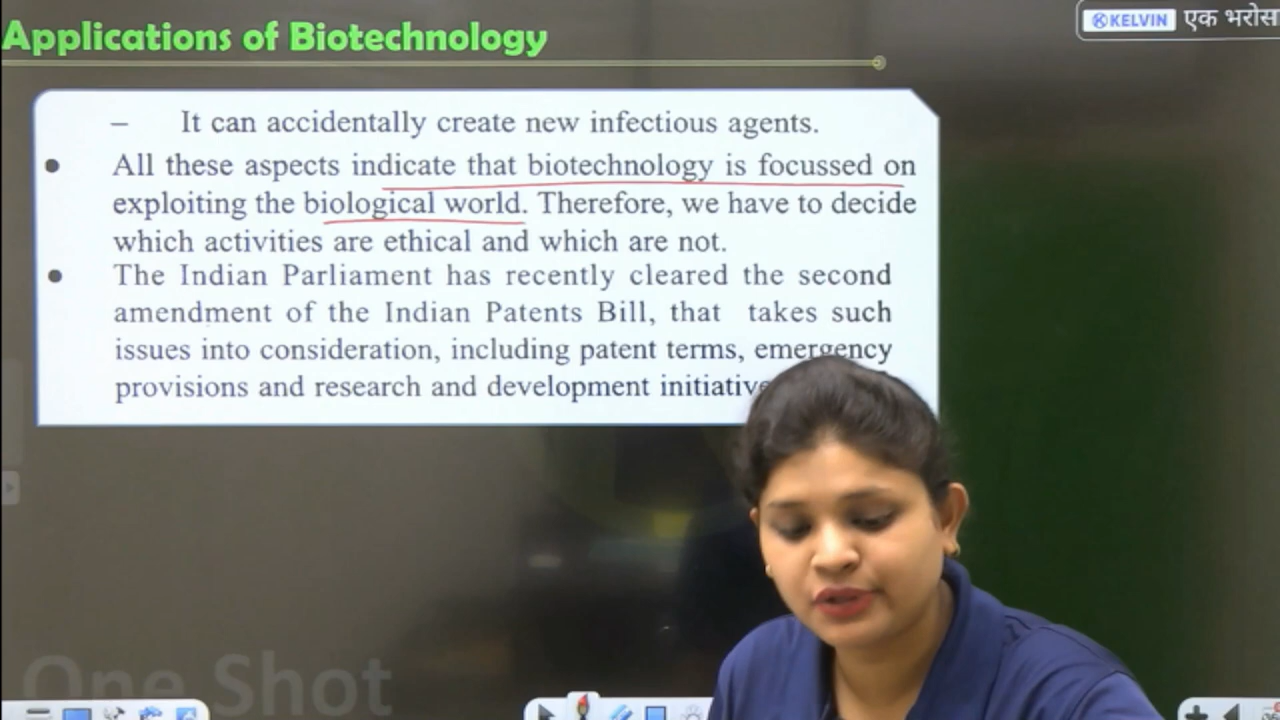 Applications of Biotechnology
KELVIN एक भरोस
– It can accidentally create new infectious agents.
• All these aspects indicate that biotechnology is focussed on
exploiting the biological world. Therefore, we have to decide
which activities are ethical and which are not.
• The Indian Parliament has recently cleared the second
amendment of the Indian Patents Bill, that takes such
issues into consideration, including patent terms, emergency
provisions and research and development initiative
One Shot